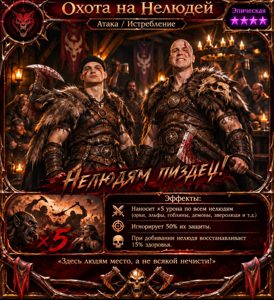 Охота на Нелюдей
Эпическая
Атака / Истребление
Нелюдям пиздец!
Эффекты:
Наносит ×5 урона по всем нелюдям
(орки, эльфы, гоблины, демоны, зверолюди и т.д.)
Игнорирует 50% их защиты.
При добивании нелюдя восстанавливает
15% здоровья.
×5
«Здесь людям место, а не всякой нечисти!»